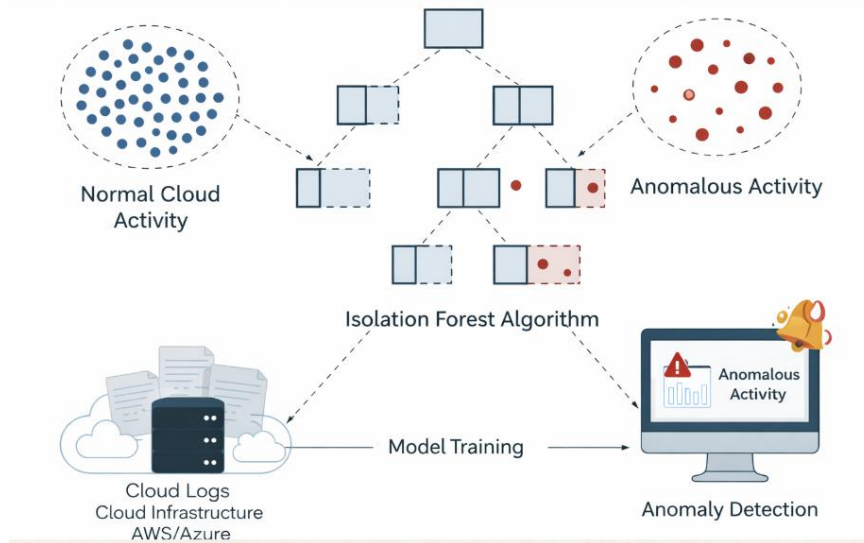 Normal Cloud
Activity
Anomalous Activity
Isolation Forest Algorithm
Anomalous
Activity
Model Training
Cloud Logs
Cloud Infrastructure
AWS/Azure
Anomaly Detection